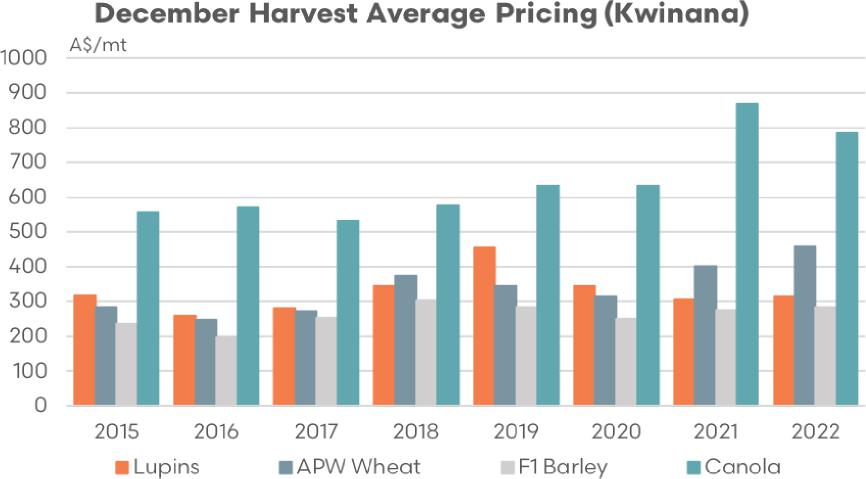 December Harvest Average Pricing (Kwinana)
A$/mt
1000
900
800
700
600
500
400
300
200
100
0
2015 2016 2017 2018 2019 2020 2021 2022
Lupins APW Wheat F1 Barley Canola